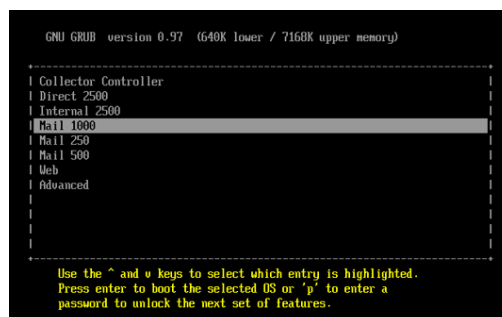 GNU GRUB version 0.97 (640K lower / 7168K upper memory)
Collector Controller
Direct 2500
Internal 2500
Mail 1000
Mail 250
Mail 500
Web
Advanced
Use the ^ and v keys to select which entry is highlighted.
Press enter to boot the selected OS or 'p' to enter a
password to unlock the next set of features.